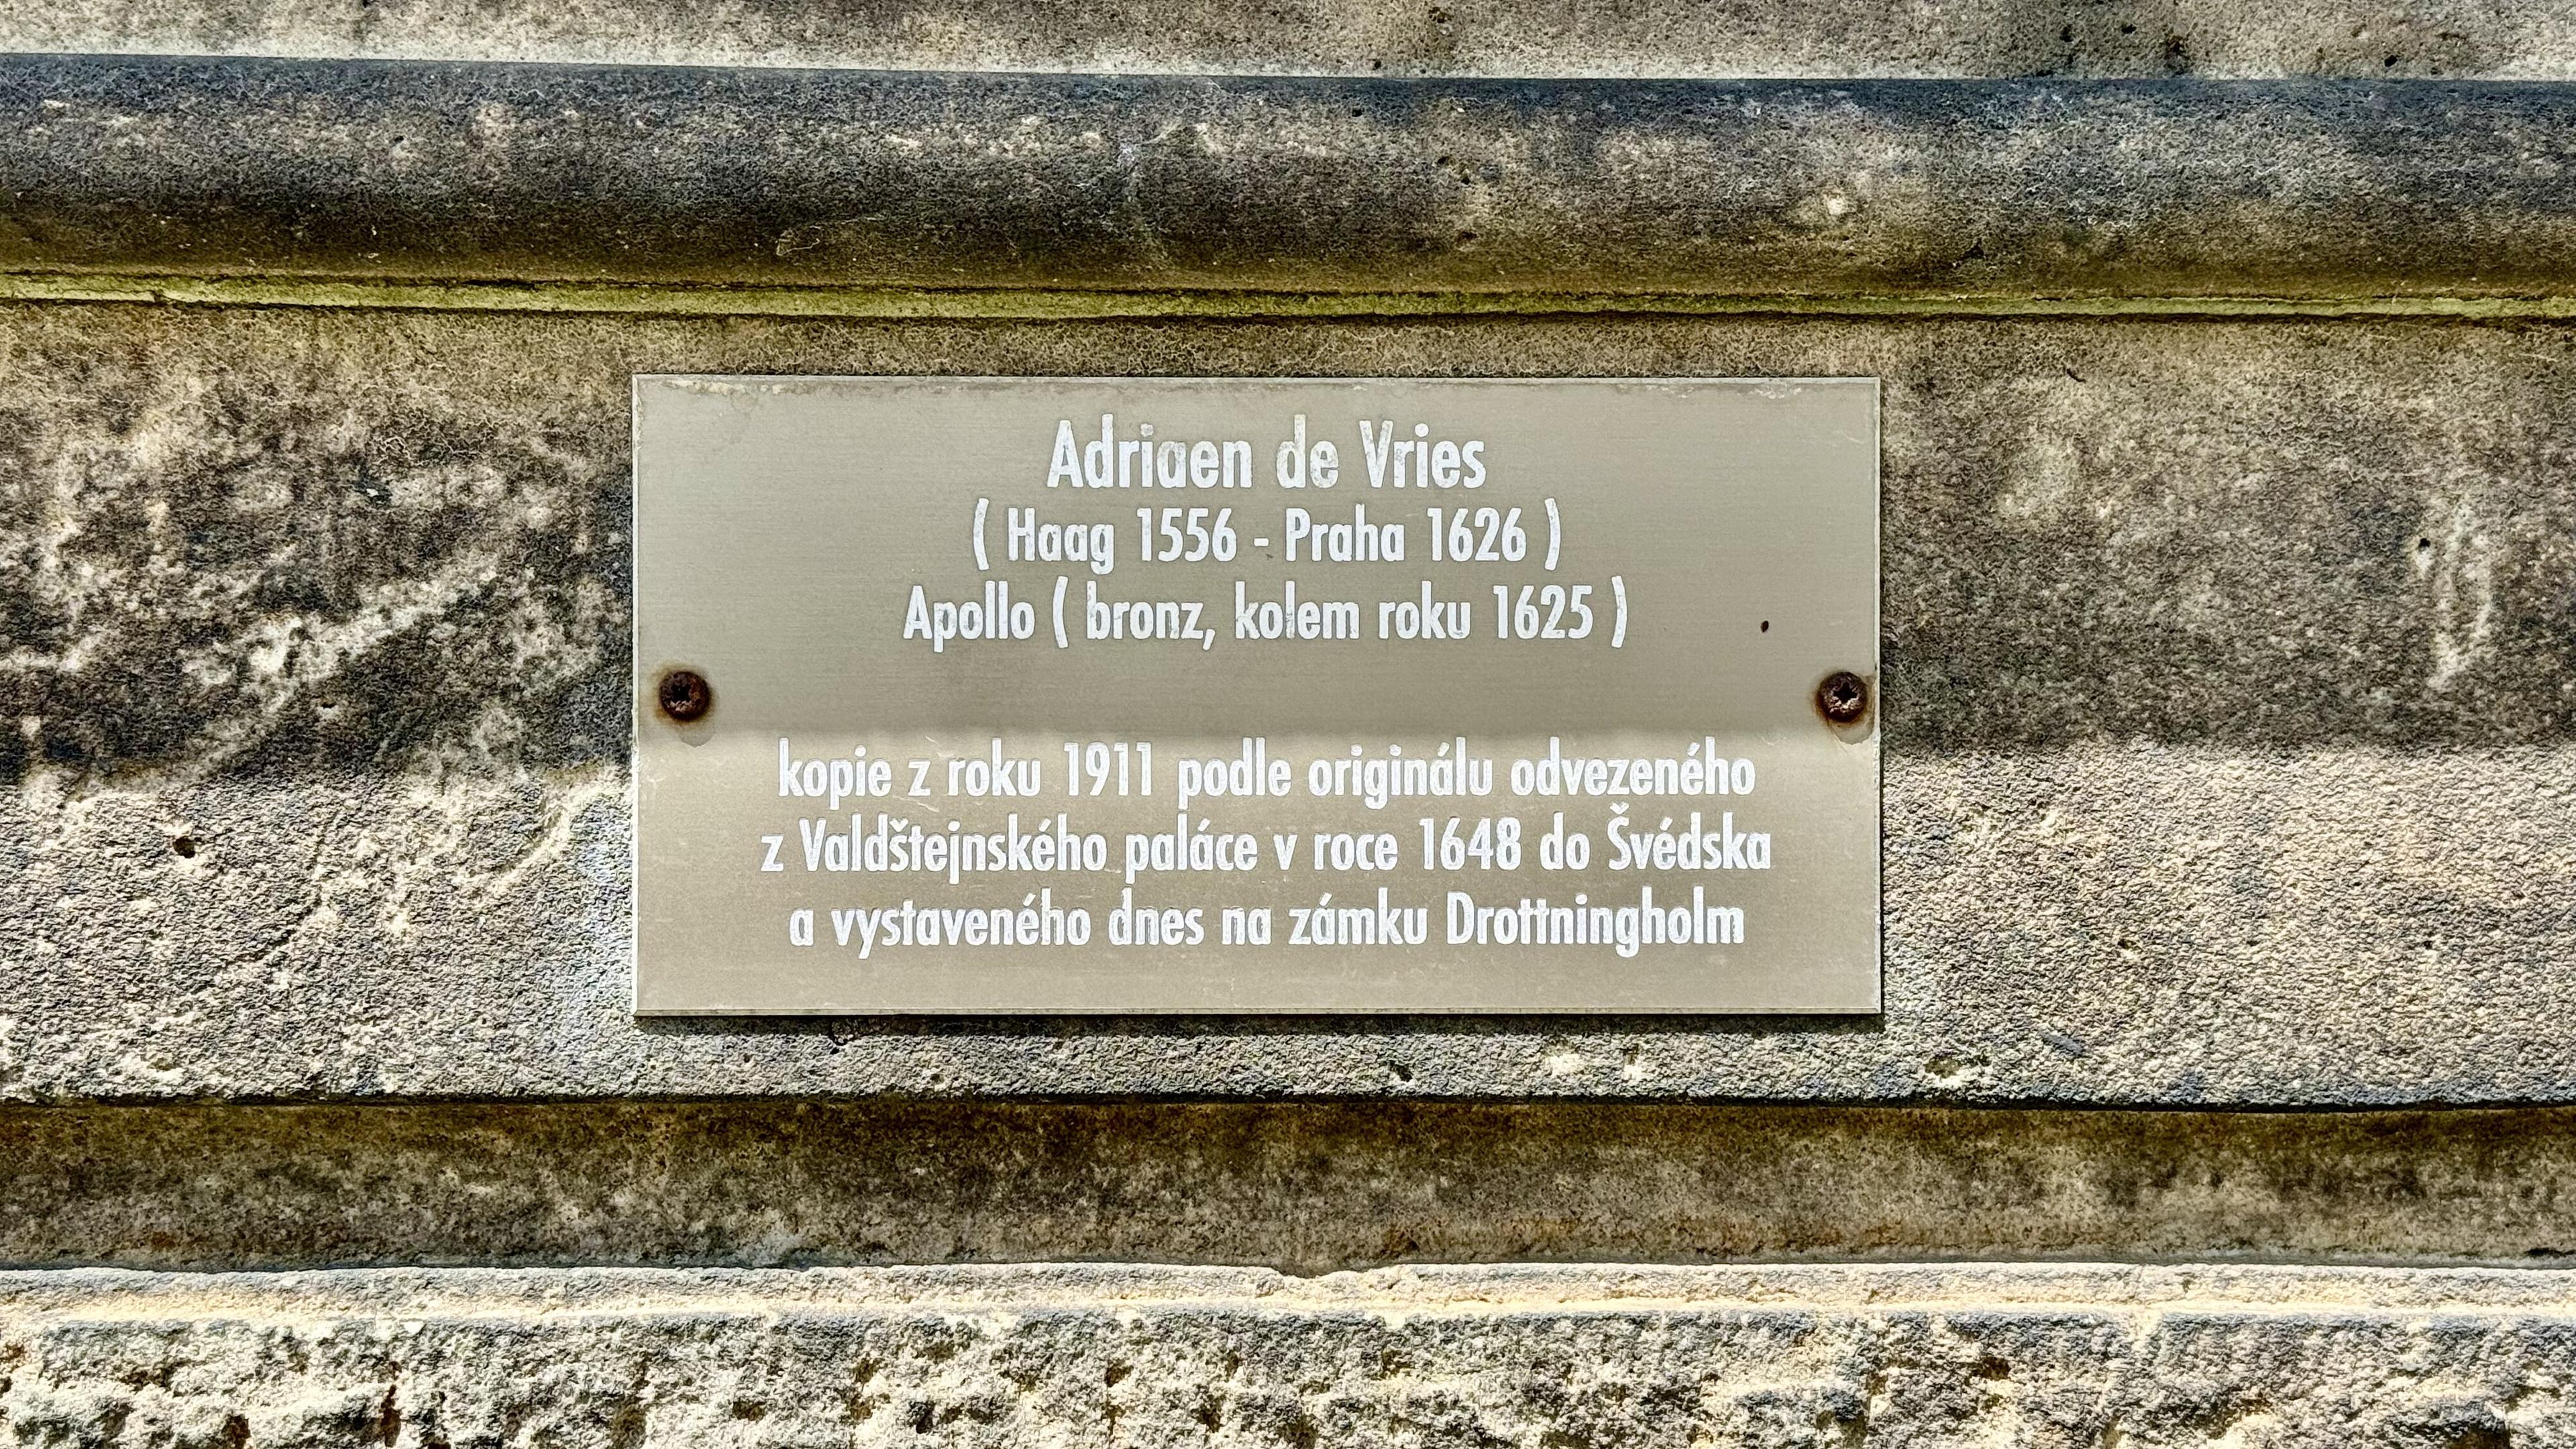 Adriaen de Vries
( Haag 1556 - Praha 1626 )
Apollo ( bronz, kolem roku 1625 )
kopie z roku 1911 podle originálu odvezeného
z Valdštejnského paláce v roce 1648 do Švédska
a vystaveného dnes na zámku Drottningholm